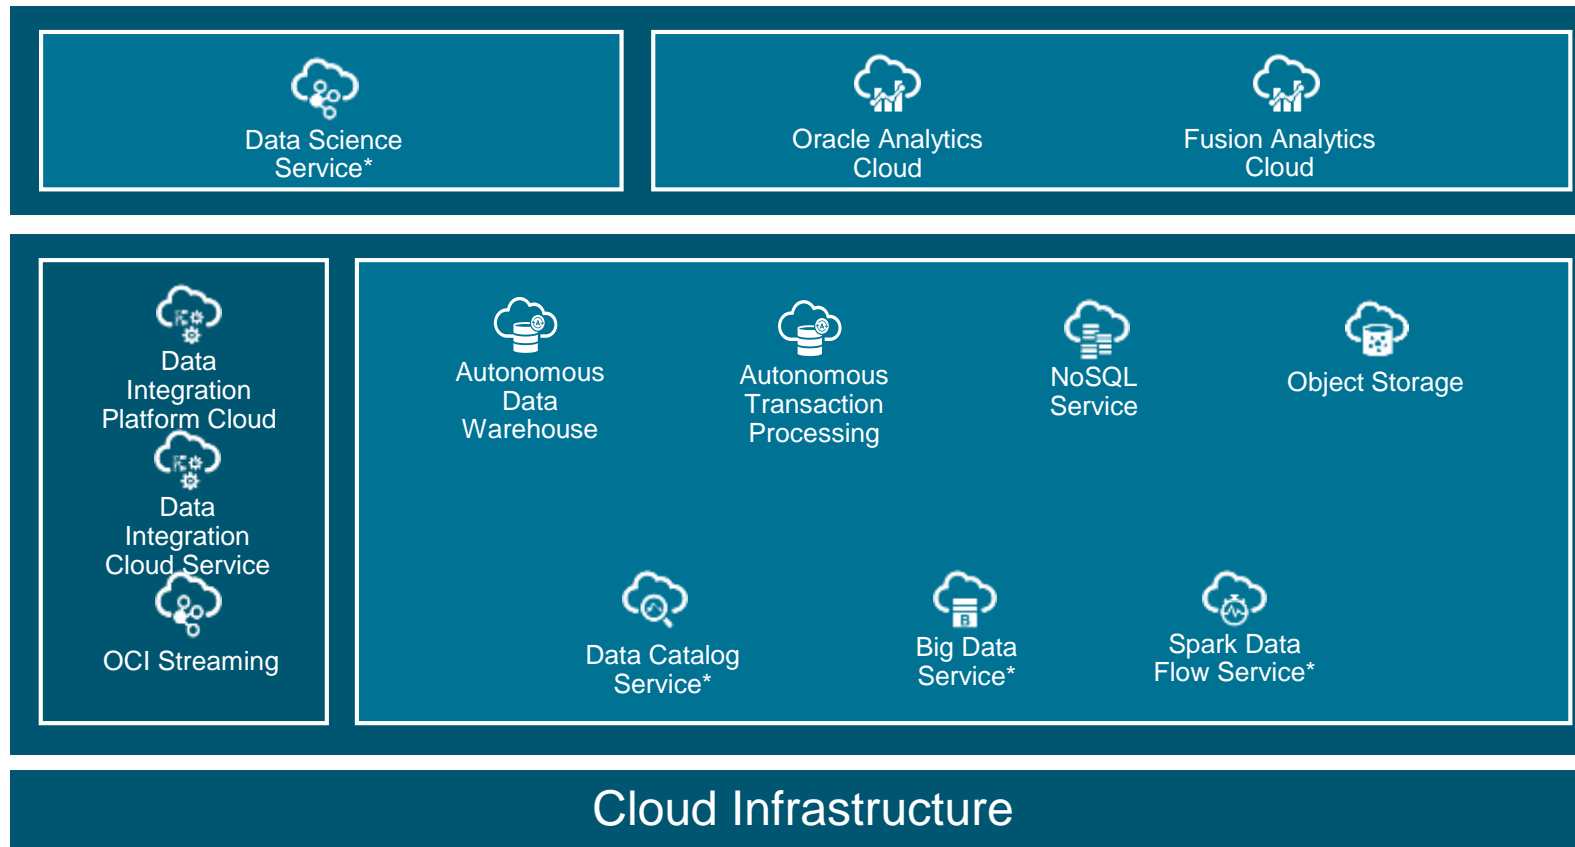 Data Science
Service*
Oracle Analytics
Cloud
Fusion Analytics
Cloud
Data
Integration
Platform Cloud
Data
Integration
Cloud Service
OCI Streaming
Autonomous
Data
Warehouse
Autonomous
Transaction
Processing
NoSQL
Service
Object Storage
Data Catalog
Service*
B
Big Data
Service*
Spark Data
Flow Service*
Cloud Infrastructure